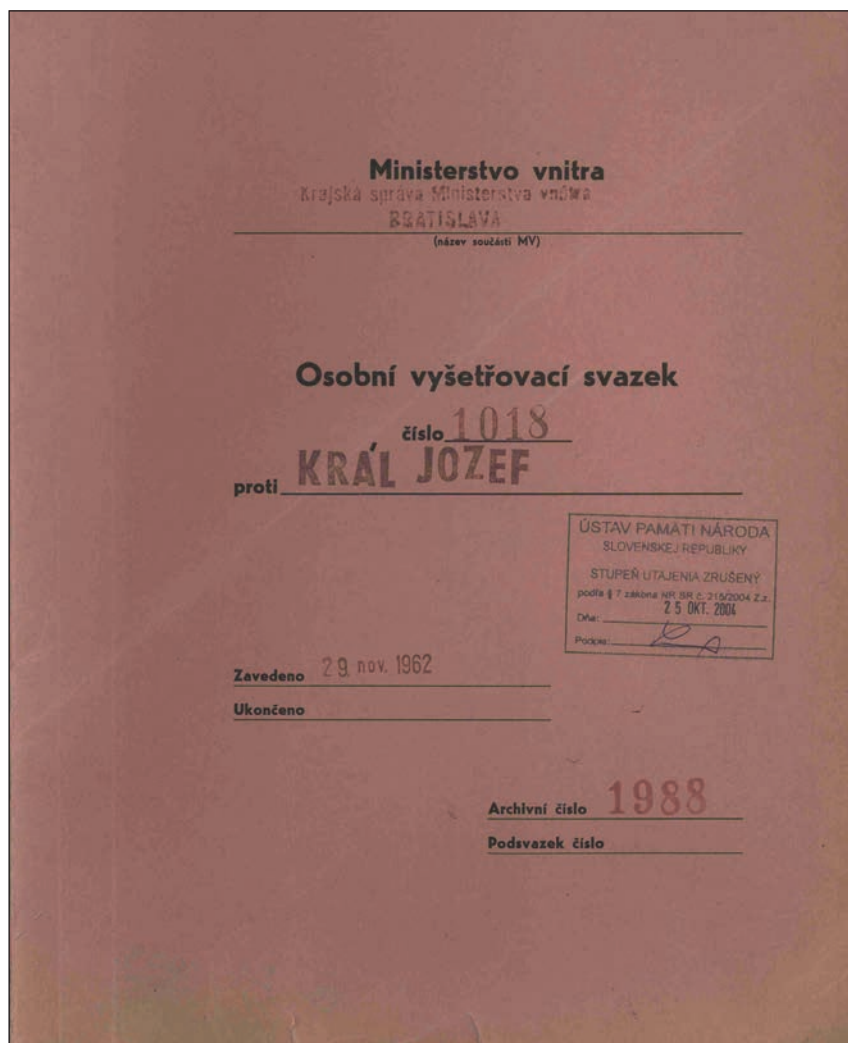 Ministerstvo vnitra
Krajská správa Ministerstva vnitra
BRATISLAVA
(název součásti MV)
Osobní vyšetřovací svazek
číslo 1018
proti KRÁL JOZEF
ÚSTAV PAMÄTI NÁRODA
SLOVENSKEJ REPUBLIKY
STUPEŇ UTAJENIA ZRUŠENÝ
podľa § 7 zákona NR SR č. 215/2004 Z.z.
Dňa: 25 OKT. 2004
Podpis:
Zavedeno 29. nov. 1962
Ukončeno
Archivní číslo 1988
Podsvazek číslo